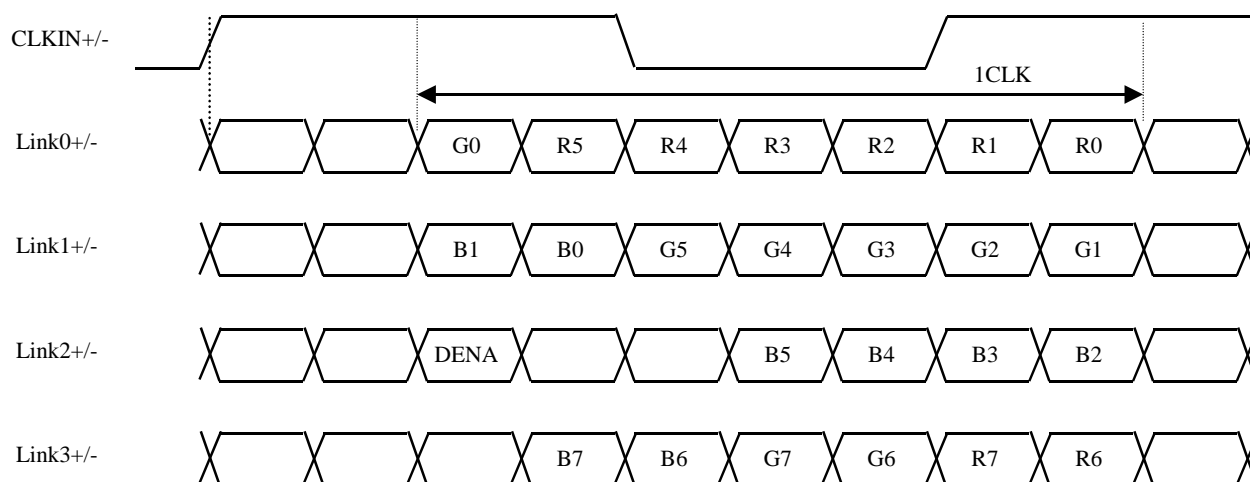 CLKIN+/-
1CLK
Link0+/- G0 R5 R4 R3 R2 R1 R0
Link1+/- B1 B0 G5 G4 G3 G2 G1
Link2+/- DENA B5 B4 B3 B2
Link3+/- B7 B6 G7 G6 R7 R6